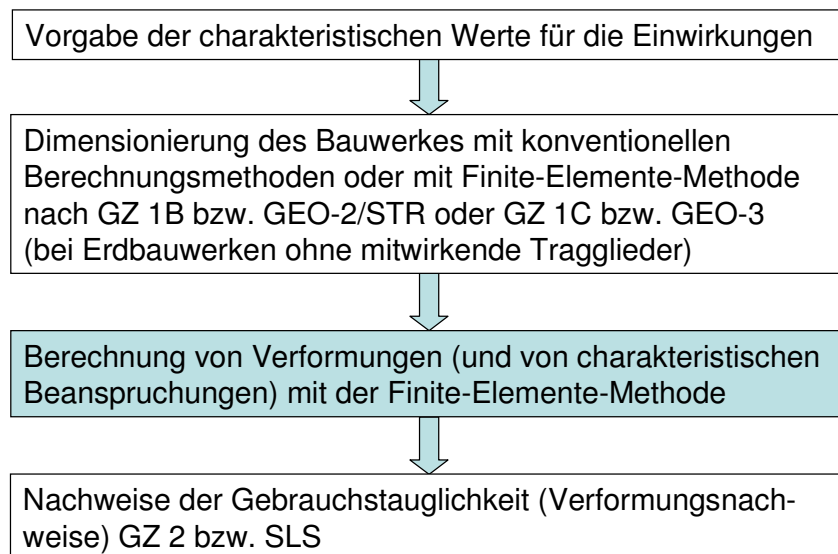 Vorgabe der charakteristischen Werte für die Einwirkungen
Dimensionierung des Bauwerkes mit konventionellen
Berechnungsmethoden oder mit Finite-Elemente-Methode
nach GZ 1B bzw. GEO-2/STR oder GZ 1C bzw. GEO-3
(bei Erdbauwerken ohne mitwirkende Tragglieder)
Berechnung von Verformungen (und von charakteristischen
Beanspruchungen) mit der Finite-Elemente-Methode
Nachweise der Gebrauchstauglichkeit (Verformungsnach-
weise) GZ 2 bzw. SLS